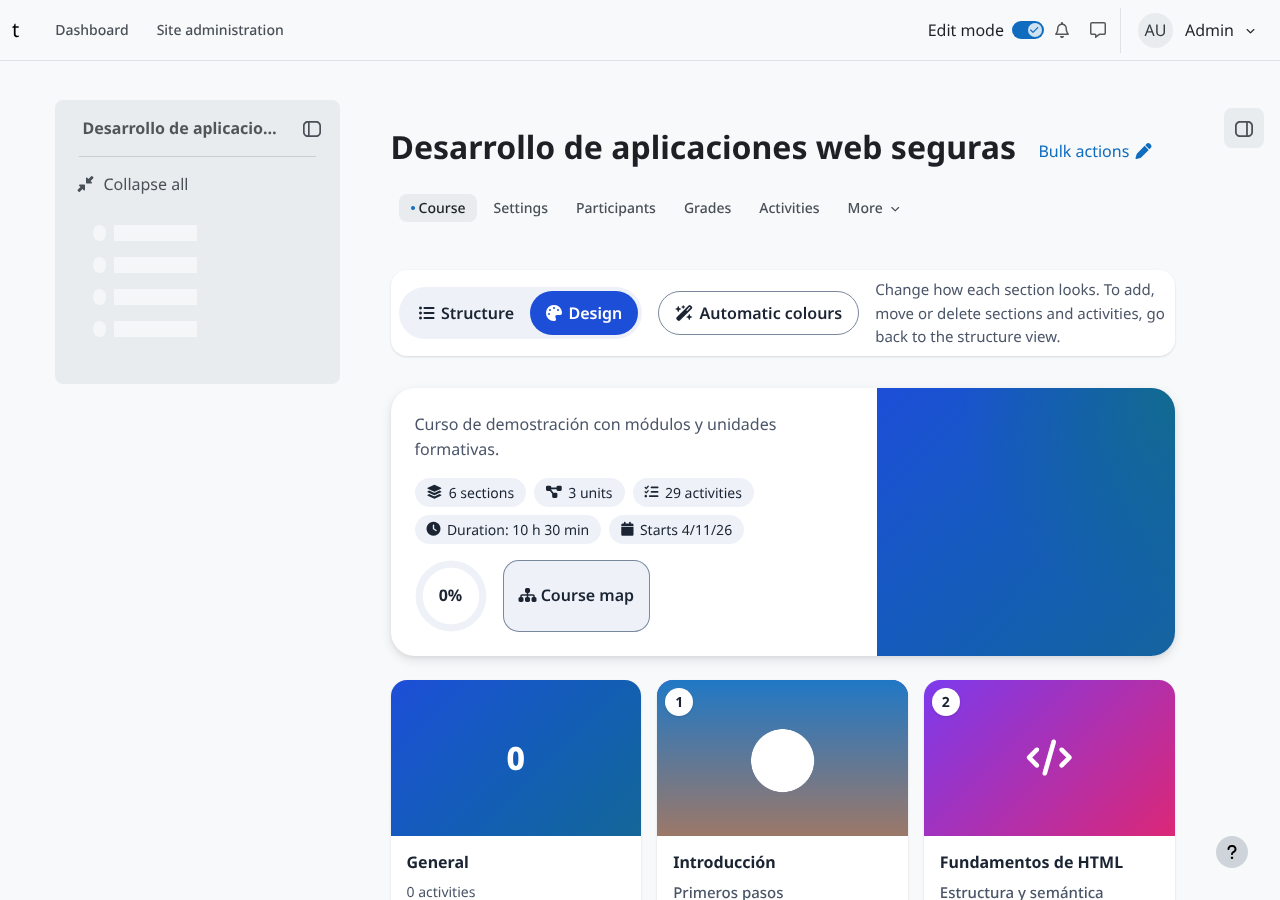 t
Dashboard
Site administration
Edit mode
AU
Admin
Desarrollo de aplicacio...
Collapse all
Desarrollo de aplicaciones web seguras
Bulk actions
Course
Settings
Participants
Grades
Activities
More
Structure
Design
Automatic colours
Change how each section looks. To add,
move or delete sections and activities, go
back to the structure view.
Curso de demostración con módulos y unidades
formativas.
6 sections
3 units
29 activities
Duration: 10 h 30 min
Starts 4/11/26
0%
Course map
0
1
2
General
0 activities
Introducción
Primeros pasos
Fundamentos de HTML
Estructura y semántica
?